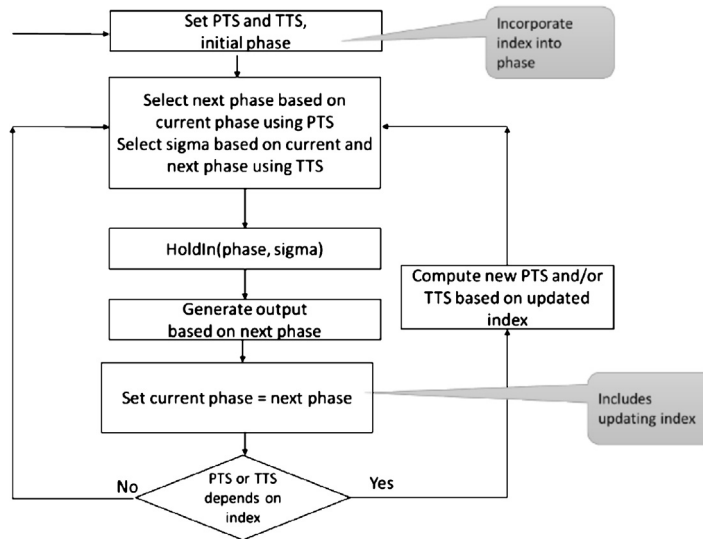 Set PTS and TTS,
initial phase
Incorporate
index into
phase
Select next phase based on
current phase using PTS
Select sigma based on current and
next phase using TTS
HoldIn(phase, sigma)
Compute new PTS and/or
TTS based on updated
index
Generate output
based on next phase
Set current phase = next phase
Includes
updating index
No
PTS or TTS
depends on
index
Yes